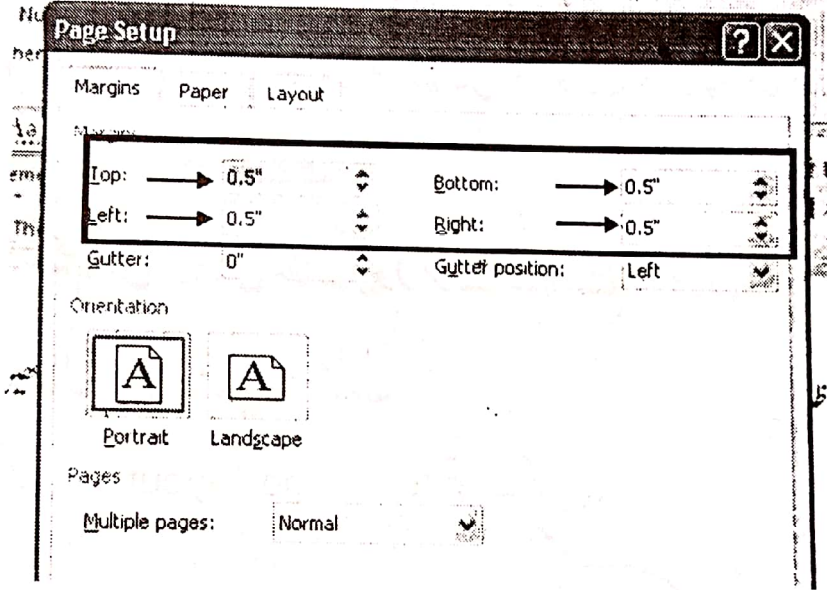 Page Setup
Margins Paper Layout
Margins
Top: 0.5" Bottom: 0.5"
Left: 0.5" Right: 0.5"
Gutter: 0" Gutter position: Left
Orientation
A A
Portrait Landscape
Pages
Multiple pages: Normal